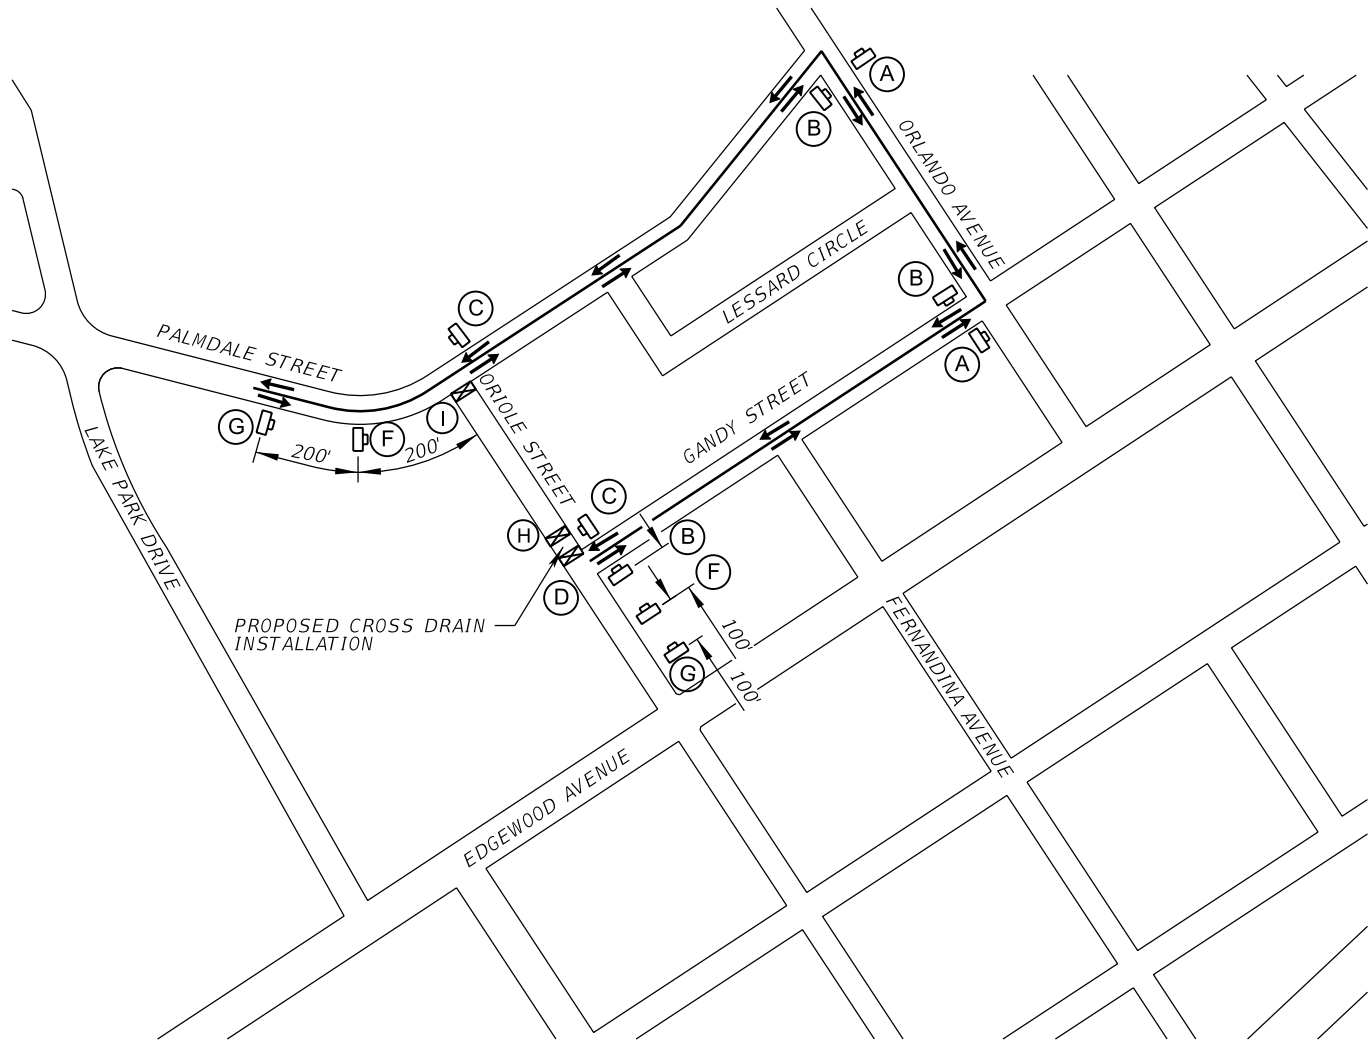 A
B
ORLANDO AVENUE
LESSARD CIRCLE
B
C
PALMDALE STREET
A
I
ORIOLE STREET
GANDY STREET
G
F
200'
200'
LAKE PARK DRIVE
C
H
B
D
F
PROPOSED CROSS DRAIN
INSTALLATION
100'
G
100'
FERNANDINA AVENUE
EDGEWOOD AVENUE